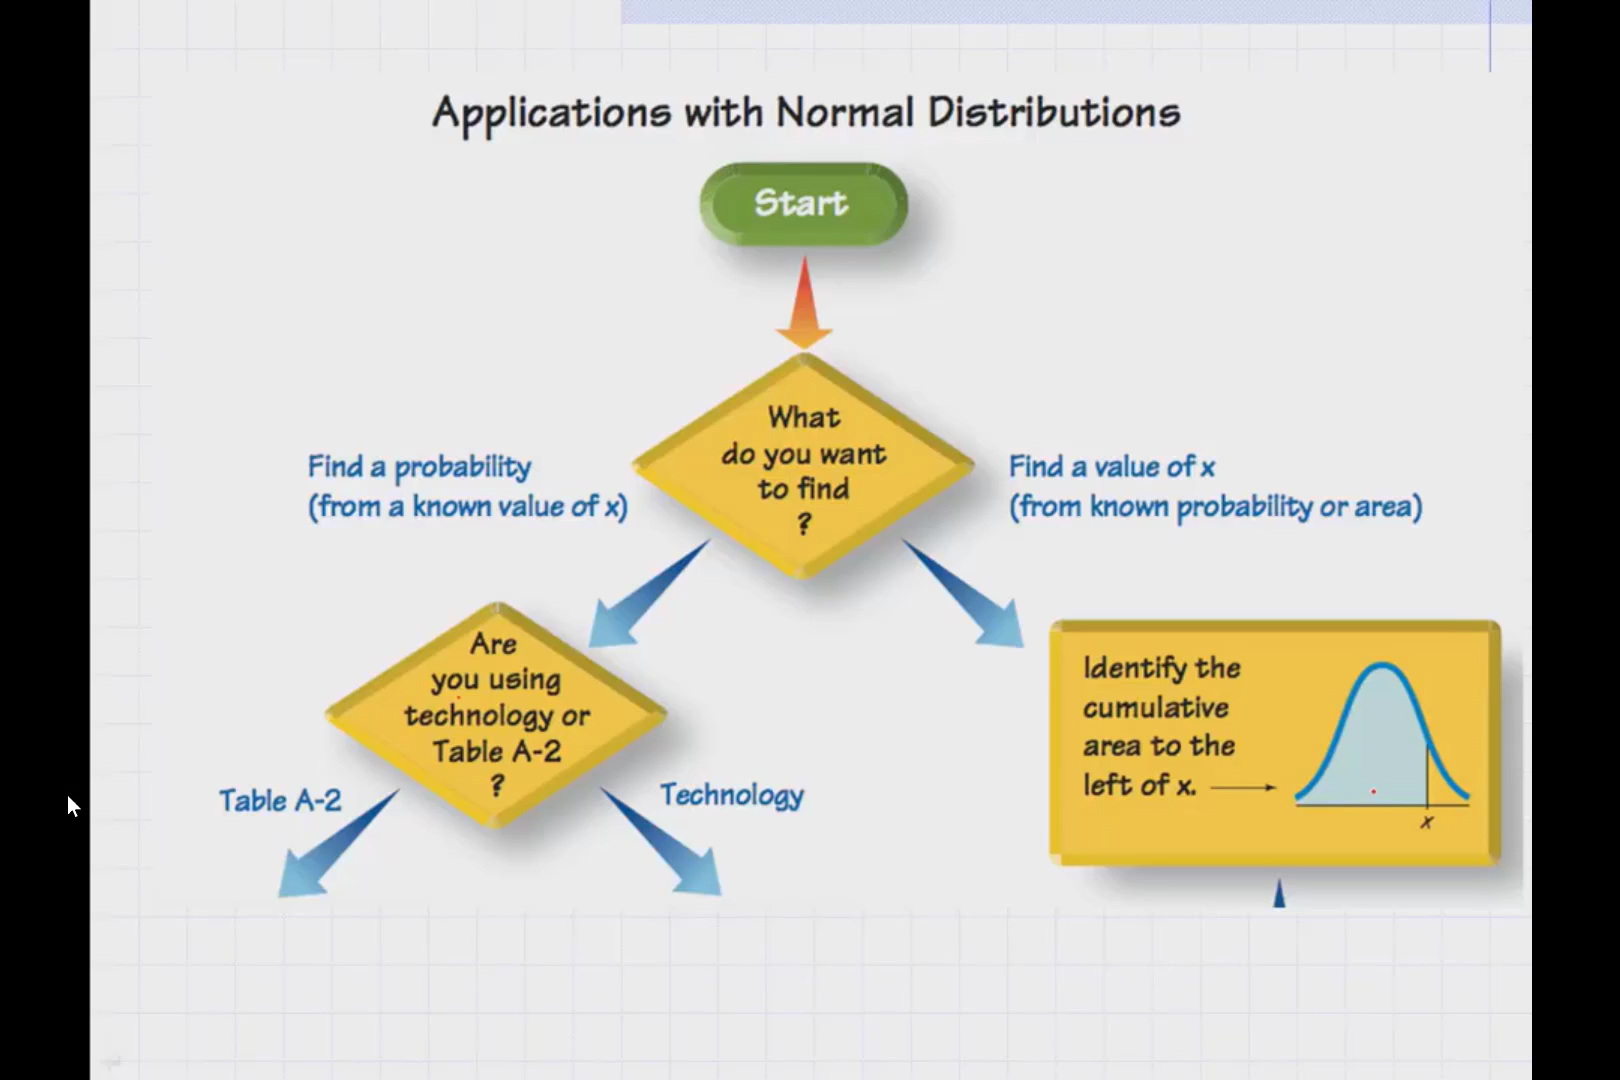 Applications with Normal Distributions
Start
What
do you want
to find
?
Find a probability
(from a known value of x)
Find a value of x
(from known probability or area)
Are
you using
technology or
Table A-2
?
Table A-2
Technology
Identify the
cumulative
area to the
left of x.
x